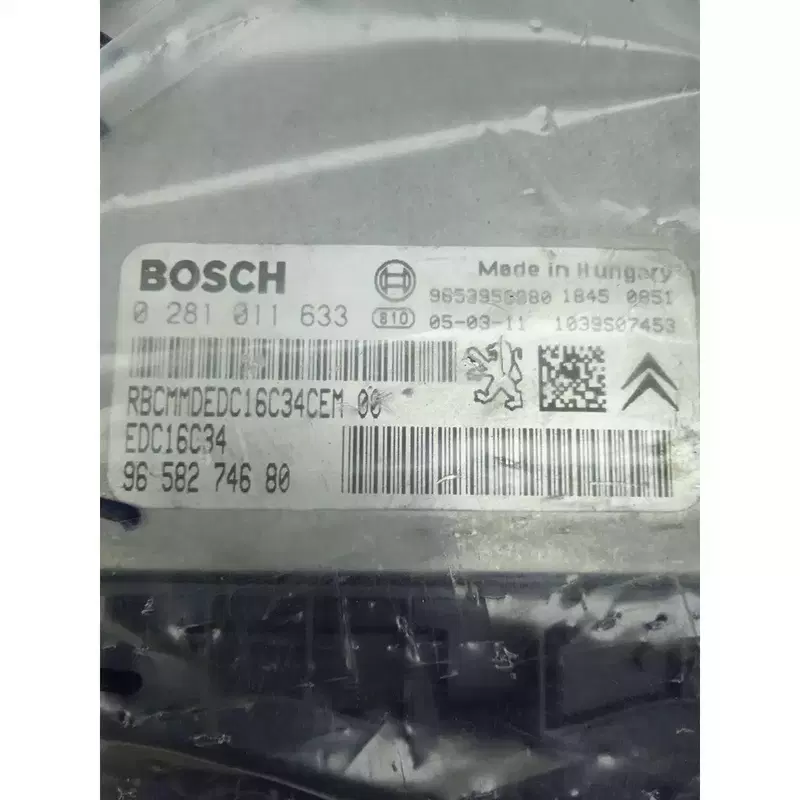 BOSCH
Made in Hungary
9653958080 1845 0851
0 281 011 633
810 05-03-11 1039S07453
RBCMMDEDC16C34CEM 00
EDC16C34
96 582 746 80